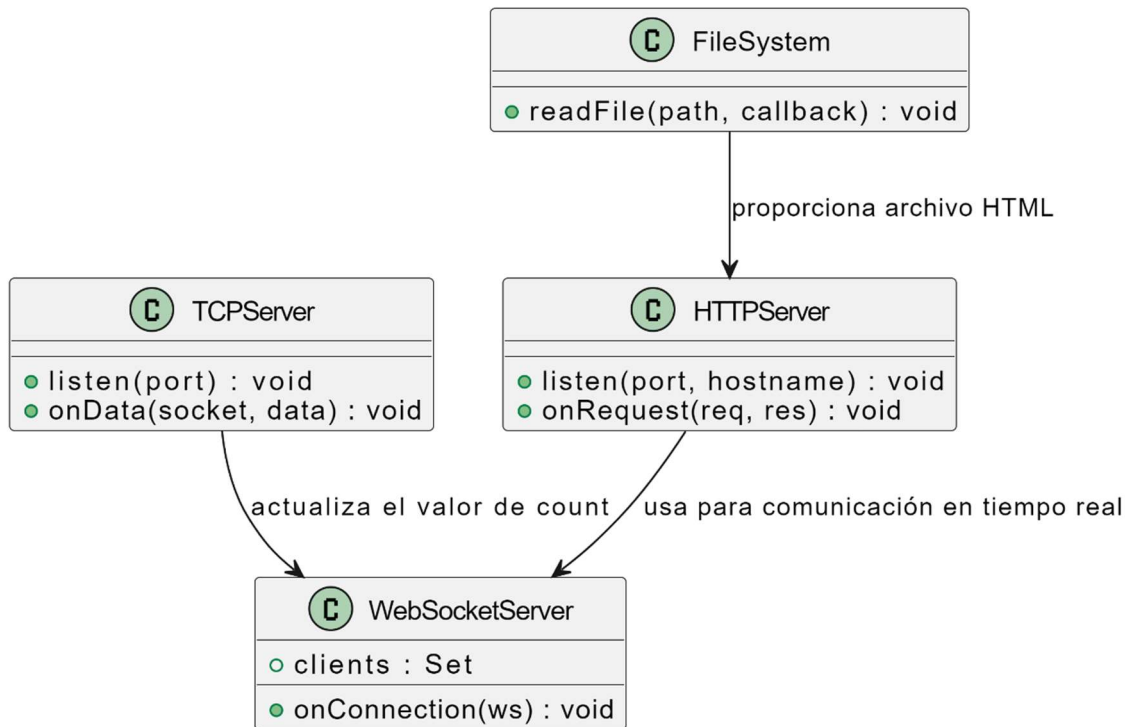 C FileSystem
readFile(path, callback) : void
proporciona archivo HTML
C TCPServer
listen(port) : void
onData(socket, data) : void
C HTTPServer
listen(port, hostname) : void
onRequest(req, res) : void
actualiza el valor de count
usa para comunicación en tiempo real
C WebSocketServer
clients : Set
onConnection(ws) : void